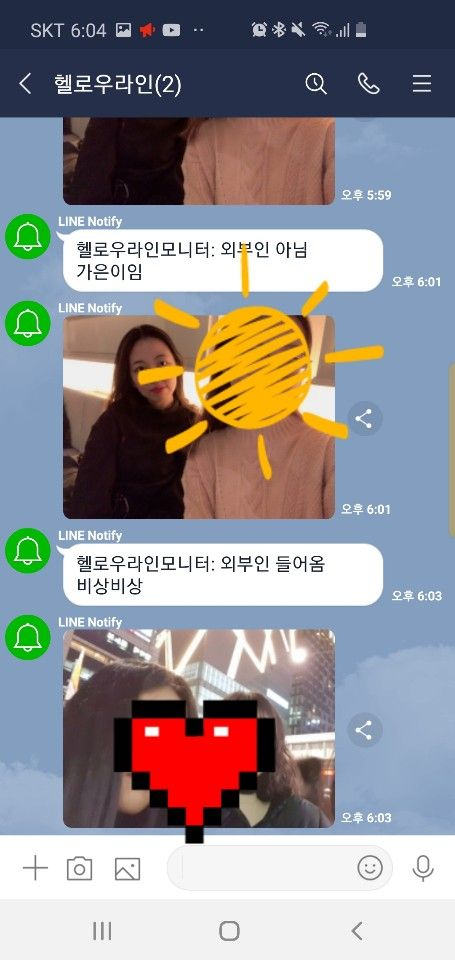 SKT 6:04
헬로우라인(2)
오후 5:59
LINE Notify
헬로우라인모니터: 외부인 아님
가은이임
오후 6:01
LINE Notify
오후 6:01
LINE Notify
헬로우라인모니터: 외부인 들어옴
비상비상
오후 6:03
LINE Notify
오후 6:03